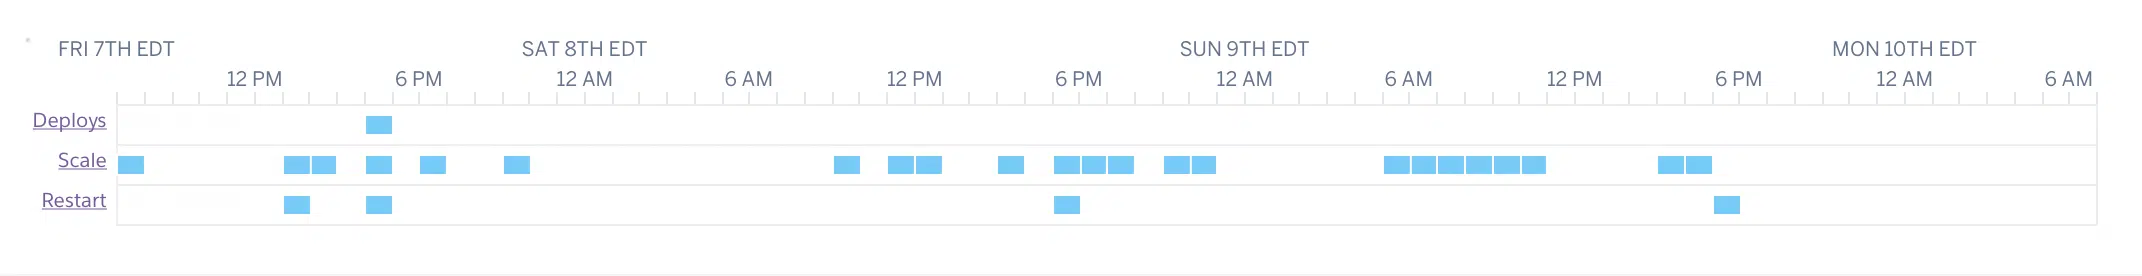 FRI 7TH EDT SAT 8TH EDT SUN 9TH EDT MON 10TH EDT
12 PM 6 PM 12 AM 6 AM 12 PM 6 PM 12 AM 6 AM 12 PM 6 PM 12 AM 6 AM
Deploys
Scale
Restart